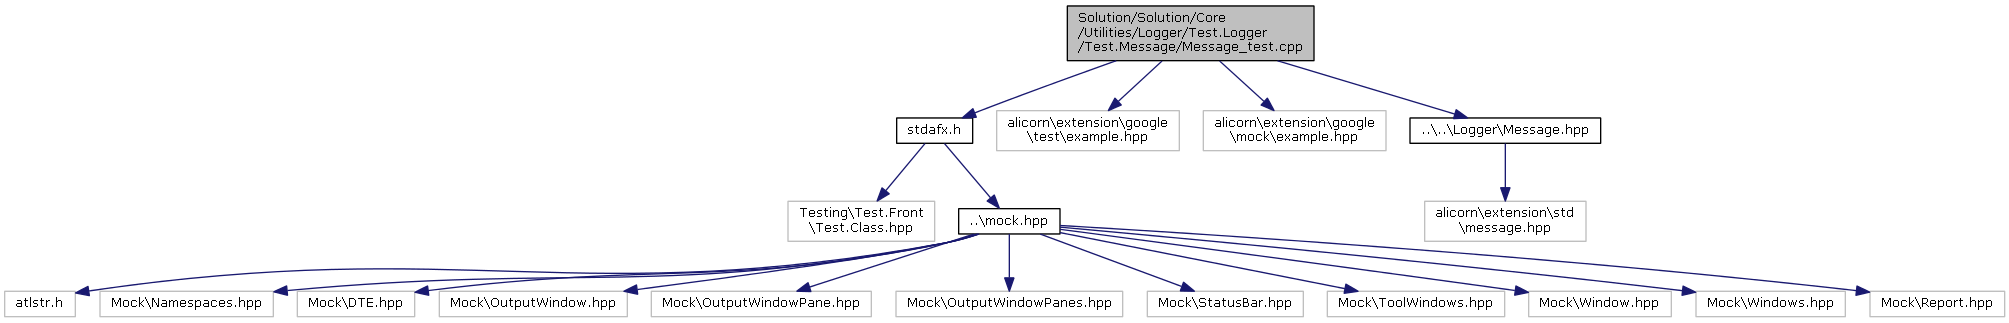 Solution/Solution/Core
/Utilities/Logger/Test.Logger
/Test.Message/Message_test.cpp
stdafx.h
alicorn\extension\google
\test\example.hpp
alicorn\extension\google
\mock\example.hpp
..\..\Logger\Message.hpp
Testing\Test.Front
\Test.Class.hpp
..\mock.hpp
alicorn\extension\std
\message.hpp
atlstr.h
Mock\Namespaces.hpp
Mock\DTE.hpp
Mock\OutputWindow.hpp
Mock\OutputWindowPane.hpp
Mock\OutputWindowPanes.hpp
Mock\StatusBar.hpp
Mock\ToolWindows.hpp
Mock\Window.hpp
Mock\Windows.hpp
Mock\Report.hpp